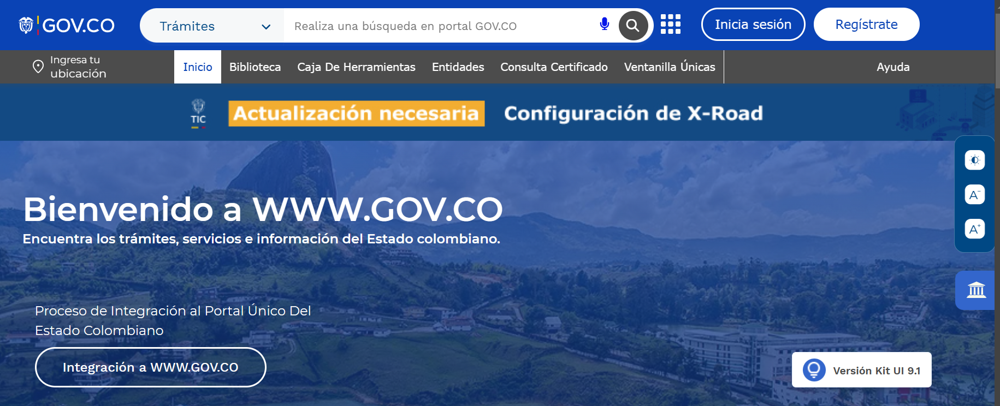 GOV.CO
Trámites
Realiza una búsqueda en portal GOV.CO
Inicia sesión
Regístrate
Ingresa tu
ubicación
Inicio
Biblioteca
Caja De Herramientas
Entidades
Consulta Certificado
Ventanilla Únicas
Ayuda
TIC
Actualización necesaria
Configuración de X-Road
Bienvenido a WWW.GOV.CO
Encuentra los trámites, servicios e información del Estado colombiano.
A-
A+
Proceso de Integración al Portal Único Del
Estado Colombiano
Integración a WWW.GOV.CO
Versión Kit UI 9.1